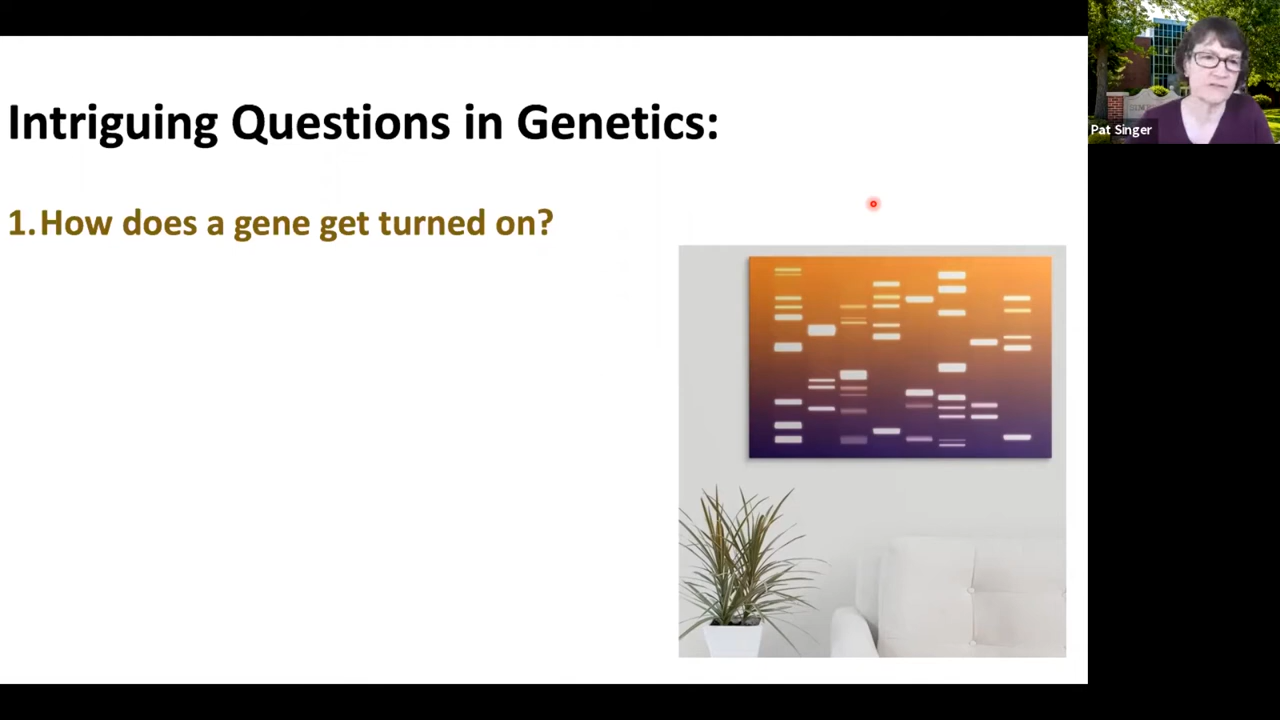 Intriguing Questions in Genetics:
1. How does a gene get turned on?
Pat Singer